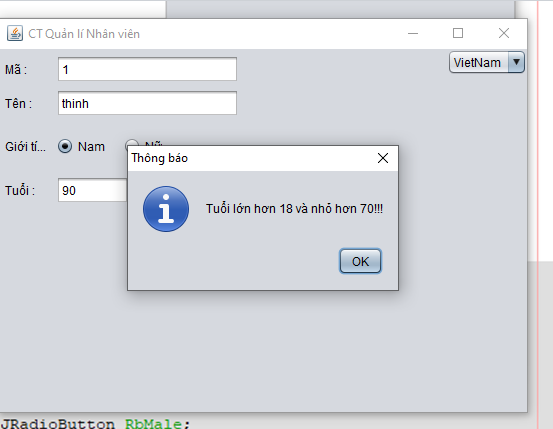 CT Quản lí Nhân viên
Mã : 1
VietNam
Tên : thinh
Giới tí... Nam Nữ
Thông báo
Tuổi : 90
Tuổi lớn hơn 18 và nhỏ hơn 70!!!
OK
JRadioButton RbMale;